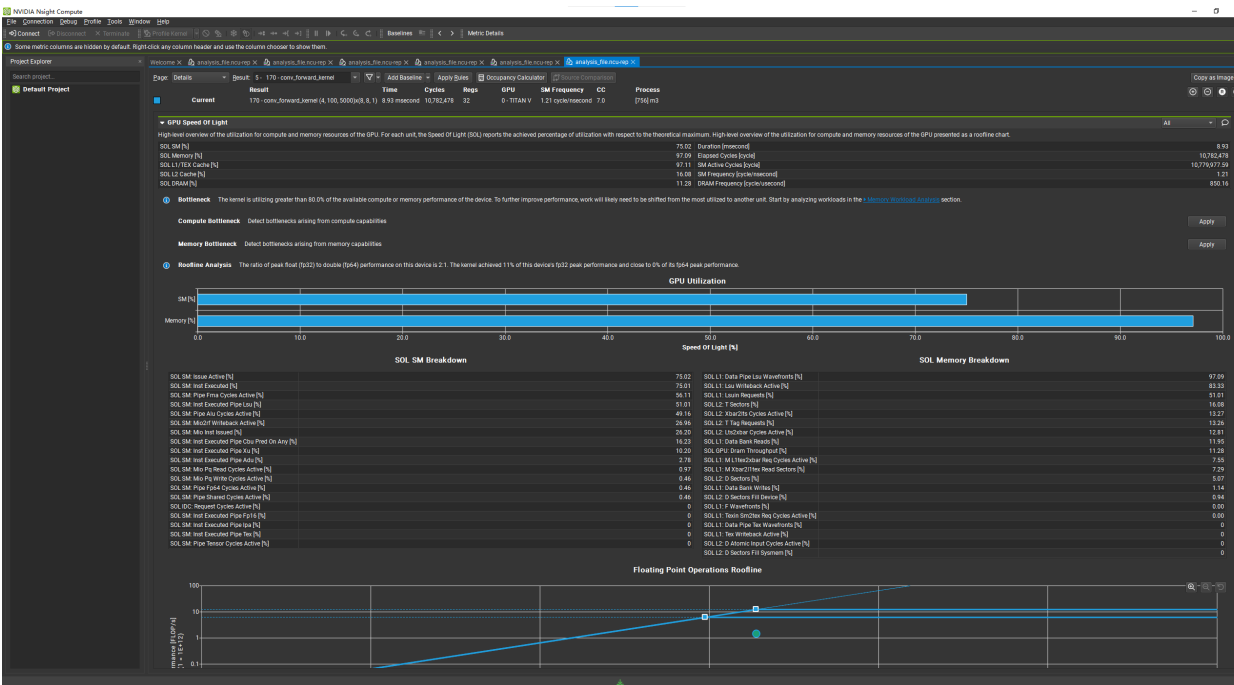 NVIDIA Nsight Compute
File Connection Debug Profile Tools Window Help
Connect Disconnect Terminate Profile Kernel Baselines Metric Details
Some metric columns are hidden by default. Right-click any column header and use the column chooser to show them.
Project Explorer
Welcome analysis_file.ncu-rep analysis_file.ncu-rep analysis_file.ncu-rep analysis_file.ncu-rep analysis_file.ncu-rep analysis_file.ncu-rep
Search project...
Default Project
Page: Details Result: 5 - 170 - conv_forward_kernel Add Baseline Apply Rules Occupancy Calculator Source Comparison Copy as Image
Result Time Cycles Regs GPU SM Frequency CC Process
Current 170 - conv_forward_kernel (4, 100, 5000)x(8, 8, 1) 8.93 msecond 10,782,478 32 0 - TITAN V 1.21 cycle/nsecond 7.0 [756] m3
GPU Speed Of Light All
High-level overview of the utilization for compute and memory resources of the GPU. For each unit, the Speed Of Light (SOL) reports the achieved percentage of utilization with respect to the theoretical maximum. High-level overview of the utilization for compute and memory resources of the GPU presented as a roofline chart.
SOL SM [%] 75.02 Duration [msecond] 8.93
SOL Memory [%] 97.09 Elapsed Cycles [cycle] 10,782,478
SOL L1/TEX Cache [%] 97.11 SM Active Cycles [cycle] 10,779,977.59
SOL L2 Cache [%] 16.08 SM Frequency [cycle/nsecond] 1.21
SOL DRAM [%] 11.28 DRAM Frequency [cycle/usecond] 850.16
Bottleneck The kernel is utilizing greater than 80.0% of the available compute or memory performance of the device. To further improve performance, work will likely need to be shifted from the most utilized to another unit. Start by analyzing workloads in the Memory Workload Analysis section.
Compute Bottleneck Detect bottlenecks arising from compute capabilities Apply
Memory Bottleneck Detect bottlenecks arising from memory capabilities Apply
Roofline Analysis The ratio of peak float (fp32) to double (fp64) performance on this device is 2:1. The kernel achieved 11% of this device's fp32 peak performance and close to 0% of its fp64 peak performance.
GPU Utilization
SM [%]
Memory [%]
0.0 10.0 20.0 30.0 40.0 50.0 60.0 70.0 80.0 90.0 100.0
Speed Of Light [%]
SOL SM Breakdown SOL Memory Breakdown
SOL SM: Issue Active [%] 75.02 SOL L1: Data Pipe Lsu Wavefronts [%] 97.09
SOL SM: Inst Executed [%] 75.01 SOL L1: Lsu Writeback Active [%] 83.33
SOL SM: Pipe Fma Cycles Active [%] 56.11 SOL L1: Lsuin Requests [%] 51.01
SOL SM: Inst Executed Pipe Lsu [%] 51.01 SOL L2: T Sectors [%] 16.08
SOL SM: Pipe Alu Cycles Active [%] 49.16 SOL L2: Xbar2lts Cycles Active [%] 13.27
SOL SM: Mio2rf Writeback Active [%] 26.96 SOL L2: T Tag Requests [%] 13.26
SOL SM: Mio Inst Issued [%] 26.20 SOL L2: Lts2xbar Cycles Active [%] 12.81
SOL SM: Inst Executed Pipe Cbu Pred On Any [%] 16.23 SOL L1: Data Bank Reads [%] 11.95
SOL SM: Inst Executed Pipe Xu [%] 10.20 SOL GPU: Dram Throughput [%] 11.28
SOL SM: Inst Executed Pipe Adu [%] 2.78 SOL L1: M L1tex2xbar Req Cycles Active [%] 7.55
SOL SM: Mio Pq Read Cycles Active [%] 0.97 SOL L1: M Xbar2l1tex Read Sectors [%] 7.29
SOL SM: Mio Pq Write Cycles Active [%] 0.46 SOL L2: D Sectors [%] 5.07
SOL SM: Pipe Fp64 Cycles Active [%] 0.46 SOL L1: Data Bank Writes [%] 1.14
SOL SM: Pipe Shared Cycles Active [%] 0.46 SOL L2: D Sectors Fill Device [%] 0.94
SOL IDC: Request Cycles Active [%] 0 SOL L1: F Wavefronts [%] 0.00
SOL SM: Inst Executed Pipe Fp16 [%] 0 SOL L1: Texin Sm2tex Req Cycles Active [%] 0.00
SOL SM: Inst Executed Pipe Ipa [%] 0 SOL L1: Data Pipe Tex Wavefronts [%] 0
SOL SM: Inst Executed Pipe Tex [%] 0 SOL L1: Tex Writeback Active [%] 0
SOL SM: Pipe Tensor Cycles Active [%] 0 SOL L2: D Atomic Input Cycles Active [%] 0
SOL L2: D Sectors Fill Sysmem [%] 0
Floating Point Operations Roofline
100
10
1
0.1
mance [FLOP/s]
1 = 1E+12)